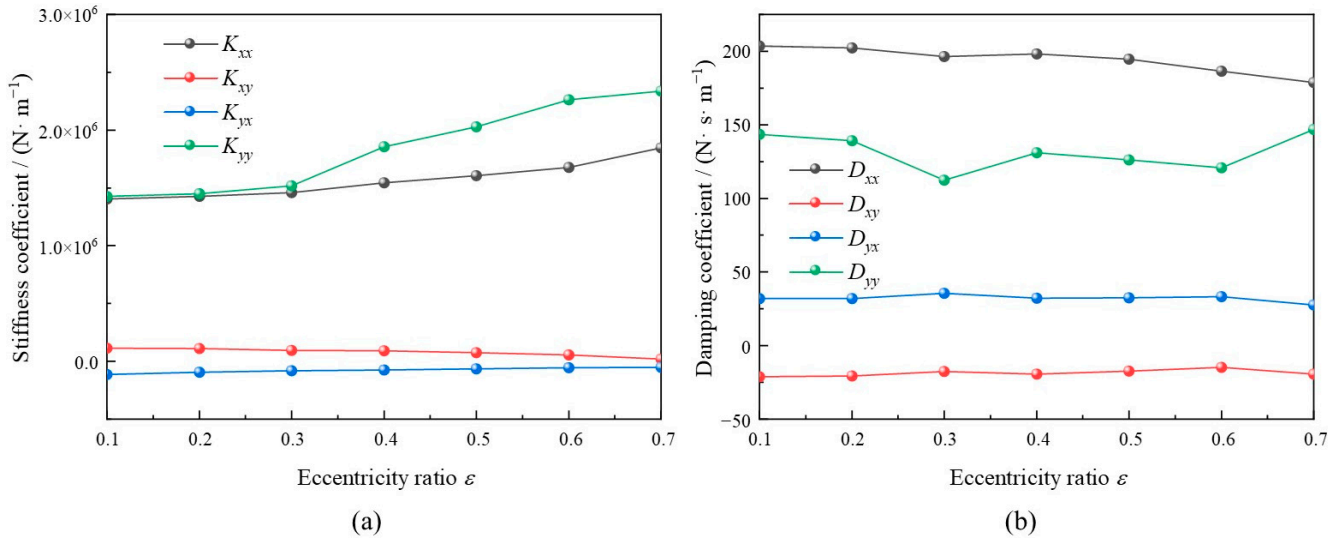 3.0×10⁶
2.0×10⁶
1.0×10⁶
0.0
Stiffness coefficient / (N· m⁻¹)
Kxx
Kxy
Kyx
Kyy
0.1 0.2 0.3 0.4 0.5 0.6 0.7
Eccentricity ratio ε
(a)
200
150
100
50
0
−50
Damping coefficient / (N· s· m⁻¹)
Dxx
Dxy
Dyx
Dyy
0.1 0.2 0.3 0.4 0.5 0.6 0.7
Eccentricity ratio ε
(b)